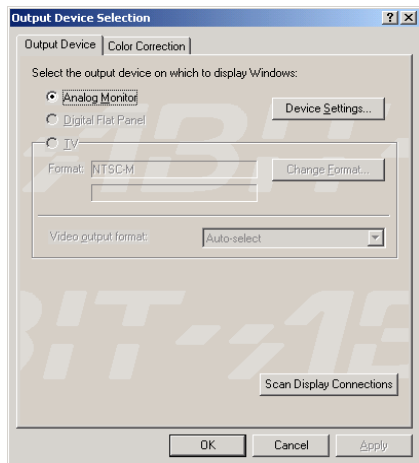 Output Device Selection
Output Device
Color Correction
Select the output device on which to display Windows:
Analog Monitor
Device Settings...
Digital Flat Panel
TV
Format: NTSC-M
Change Format...
Video output format: Auto-select
Scan Display Connections
OK
Cancel
Apply